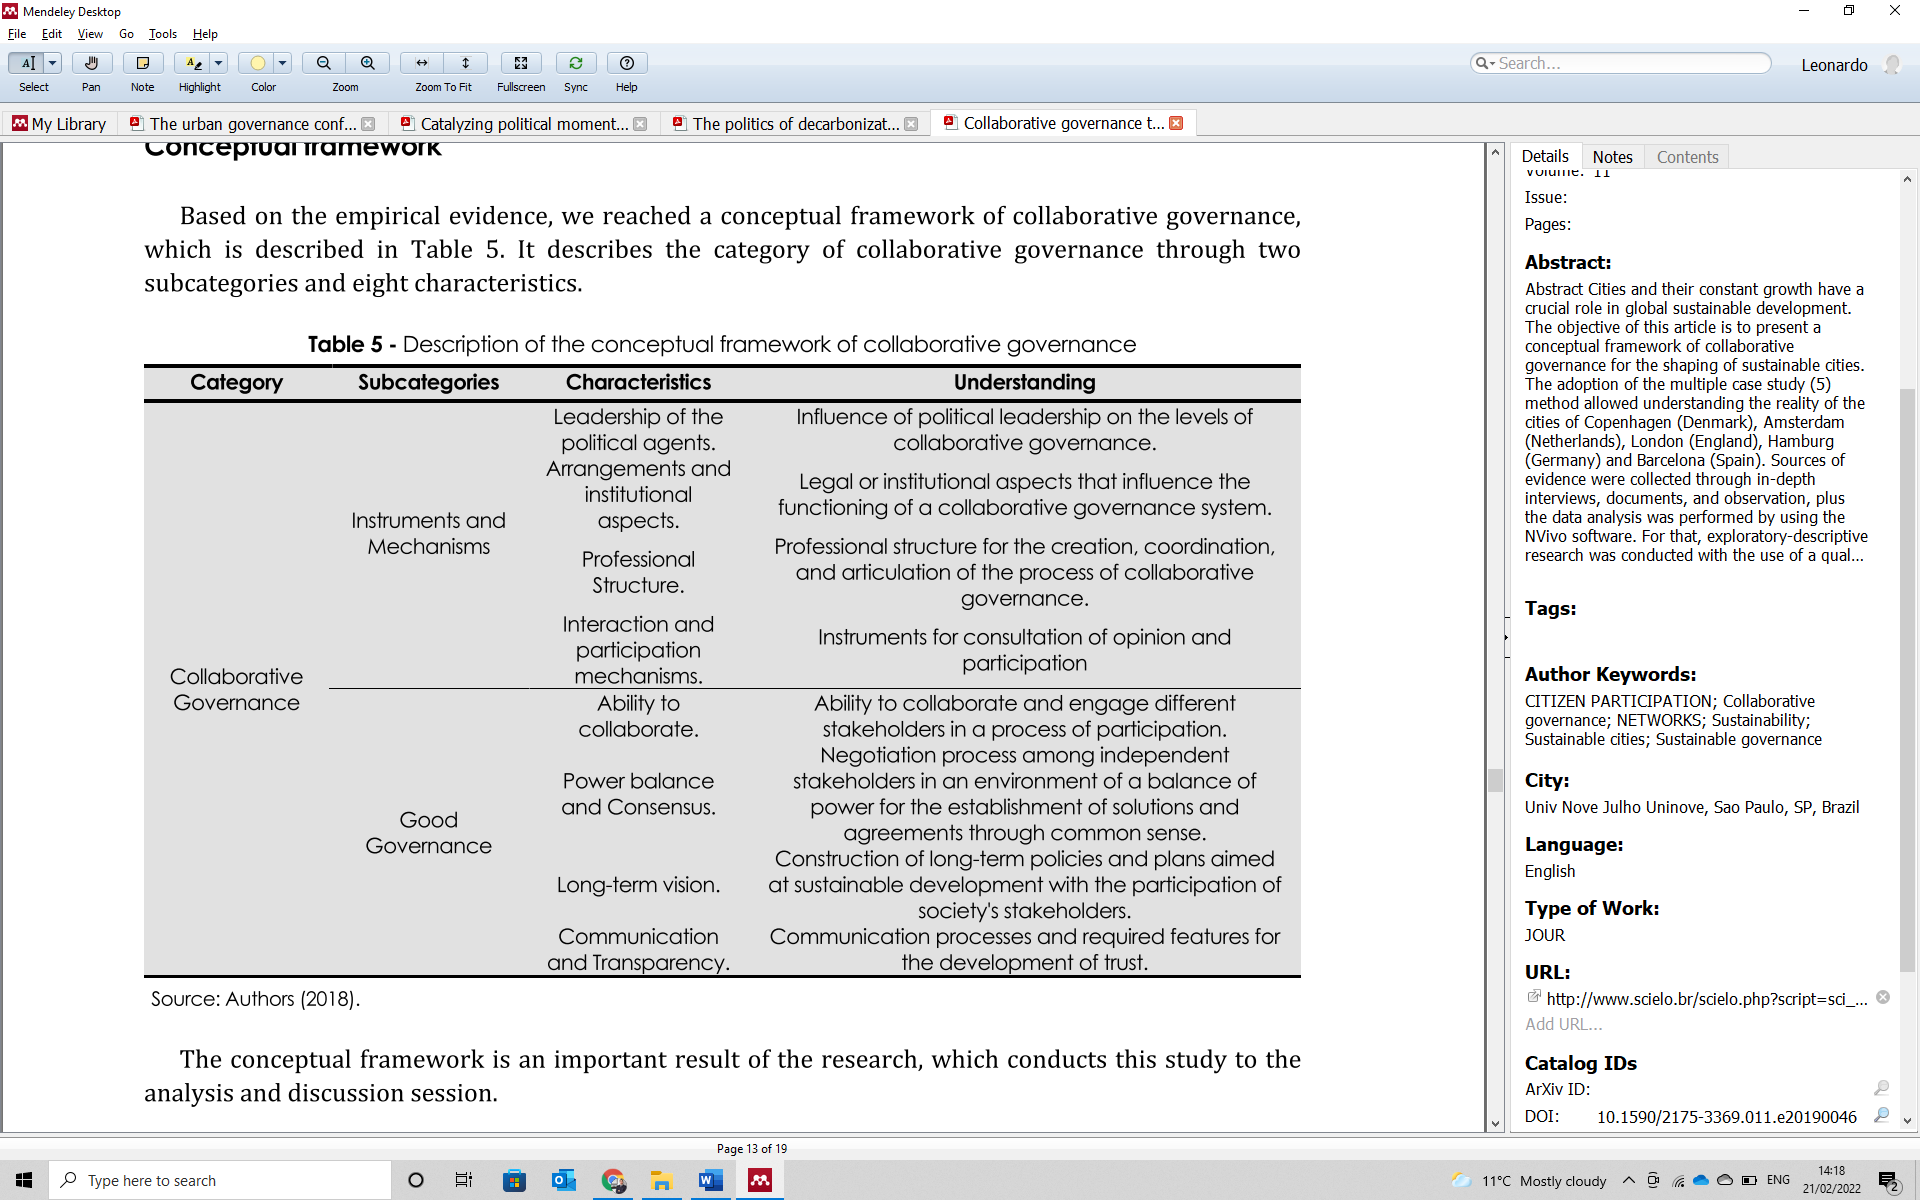 Mendeley Desktop
File Edit View Go Tools Help
Select Pan Note Highlight Color Zoom Zoom To Fit Fullscreen Sync Help
Search...
Leonardo
My Library
The urban governance conf...
Catalyzing political moment...
The politics of decarbonizat...
Collaborative governance t...
Conceptual framework
Based on the empirical evidence, we reached a conceptual framework of collaborative governance,
which is described in Table 5. It describes the category of collaborative governance through two
subcategories and eight characteristics.
Table 5 - Description of the conceptual framework of collaborative governance
Category Subcategories Characteristics Understanding
Collaborative
Governance
Instruments and
Mechanisms
Leadership of the
political agents.
Influence of political leadership on the levels of
collaborative governance.
Arrangements and
institutional
aspects.
Legal or institutional aspects that influence the
functioning of a collaborative governance system.
Professional
Structure.
Professional structure for the creation, coordination,
and articulation of the process of collaborative
governance.
Interaction and
participation
mechanisms.
Instruments for consultation of opinion and
participation
Good
Governance
Ability to
collaborate.
Ability to collaborate and engage different
stakeholders in a process of participation.
Power balance
and Consensus.
Negotiation process among independent
stakeholders in an environment of a balance of
power for the establishment of solutions and
agreements through common sense.
Long-term vision.
Construction of long-term policies and plans aimed
at sustainable development with the participation of
society's stakeholders.
Communication
and Transparency.
Communication processes and required features for
the development of trust.
Source: Authors (2018).
The conceptual framework is an important result of the research, which conducts this study to the
analysis and discussion session.
Details Notes Contents
Volume: 11
Issue:
Pages:
Abstract:
Abstract Cities and their constant growth have a
crucial role in global sustainable development.
The objective of this article is to present a
conceptual framework of collaborative
governance for the shaping of sustainable cities.
The adoption of the multiple case study (5)
method allowed understanding the reality of the
cities of Copenhagen (Denmark), Amsterdam
(Netherlands), London (England), Hamburg
(Germany) and Barcelona (Spain). Sources of
evidence were collected through in-depth
interviews, documents, and observation, plus
the data analysis was performed by using the
NVivo software. For that, exploratory-descriptive
research was conducted with the use of a qual...
Tags:
Author Keywords:
CITIZEN PARTICIPATION; Collaborative
governance; NETWORKS; Sustainability;
Sustainable cities; Sustainable governance
City:
Univ Nove Julho Uninove, Sao Paulo, SP, Brazil
Language:
English
Type of Work:
JOUR
URL:
http://www.scielo.br/scielo.php?script=sci_...
Add URL...
Catalog IDs
ArXiv ID:
DOI: 10.1590/2175-3369.011.e20190046
Page 13 of 19
Type here to search
11°C Mostly cloudy
ENG
14:18
21/02/2022
2